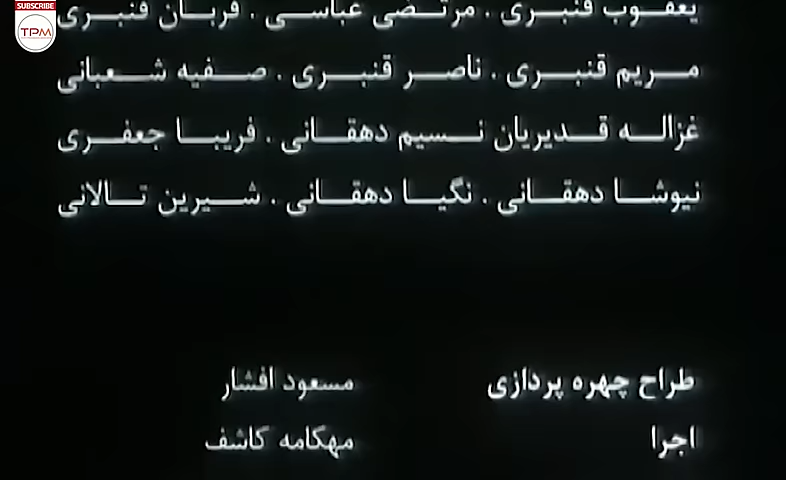 SUBSCRIBE
TPM
یعقوب قنبری . مرتضی عباسی . قربان قنبری
مریم قنبری . ناصر قنبری . صفیه شعبانی
غزاله قدیریان نسیم دهقانی . فریبا جعفری
نیوشا دهقانی . نگیا دهقانی . شیرین تالانی
طراح چهره پردازی مسعود افشار
اجرا مهکامه کاشف